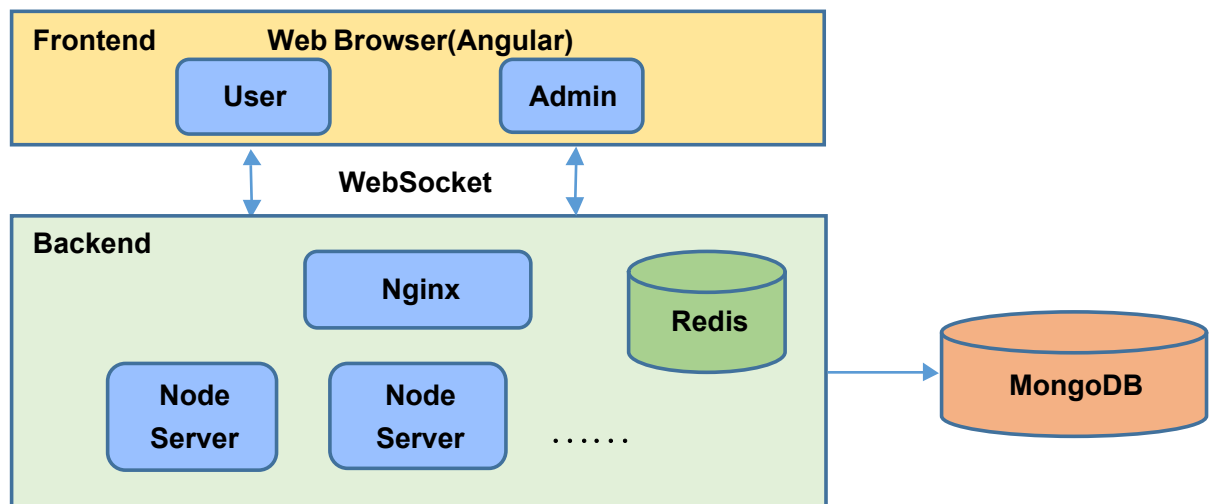 Frontend
Web Browser(Angular)
User
Admin
WebSocket
Backend
Nginx
Redis
Node
Server
Node
Server
......
MongoDB